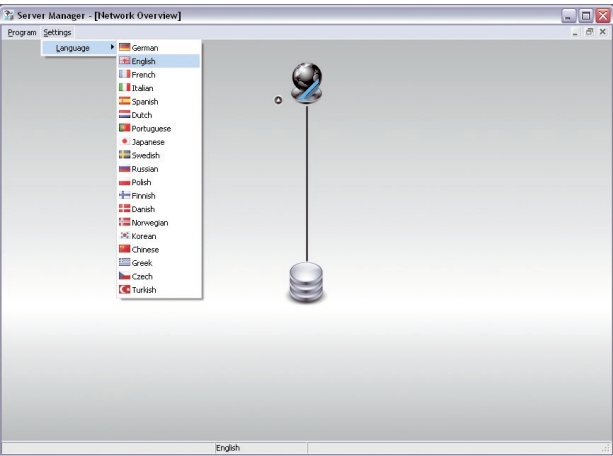 Server Manager - [Network Overview]
Program Settings
Language
German
English
French
Italian
Spanish
Dutch
Portuguese
Japanese
Swedish
Russian
Polish
Finnish
Danish
Norwegian
Korean
Chinese
Greek
Czech
Turkish
English